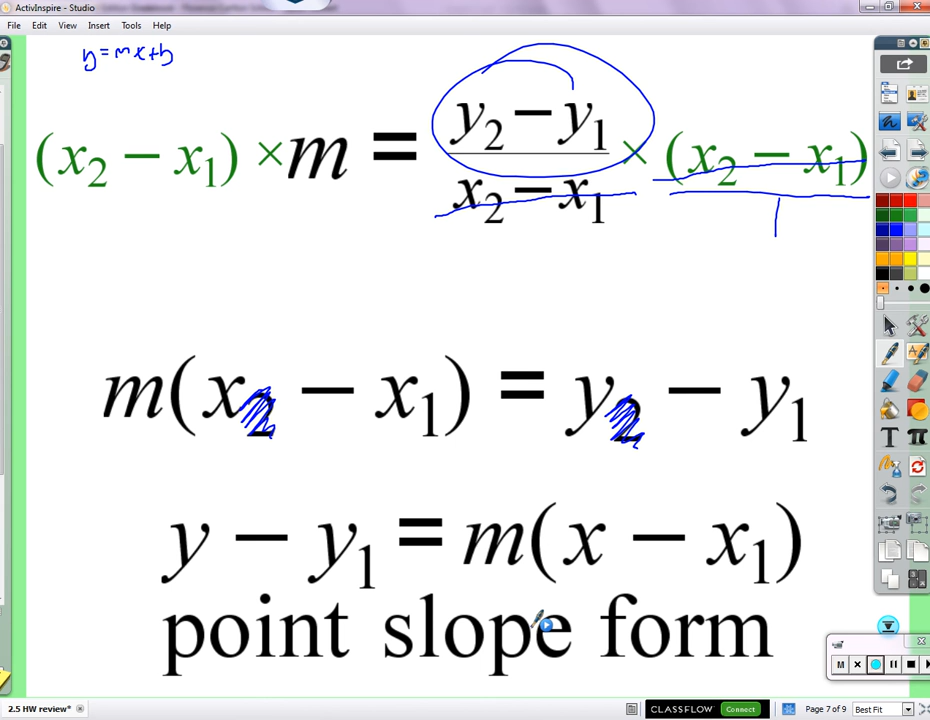 ActivInspire - Studio
File Edit View Insert Tools Help
y = mx + b
(x₂ − x₁) × m = y₂ − y₁ / x₂ − x₁ × (x₂ − x₁)
1
m(x₂ − x₁) = y₂ − y₁
y − y₁ = m(x − x₁)
point slope form
M
2.5 HW review*
CLASSFLOW Connect
Page 7 of 9
Best Fit